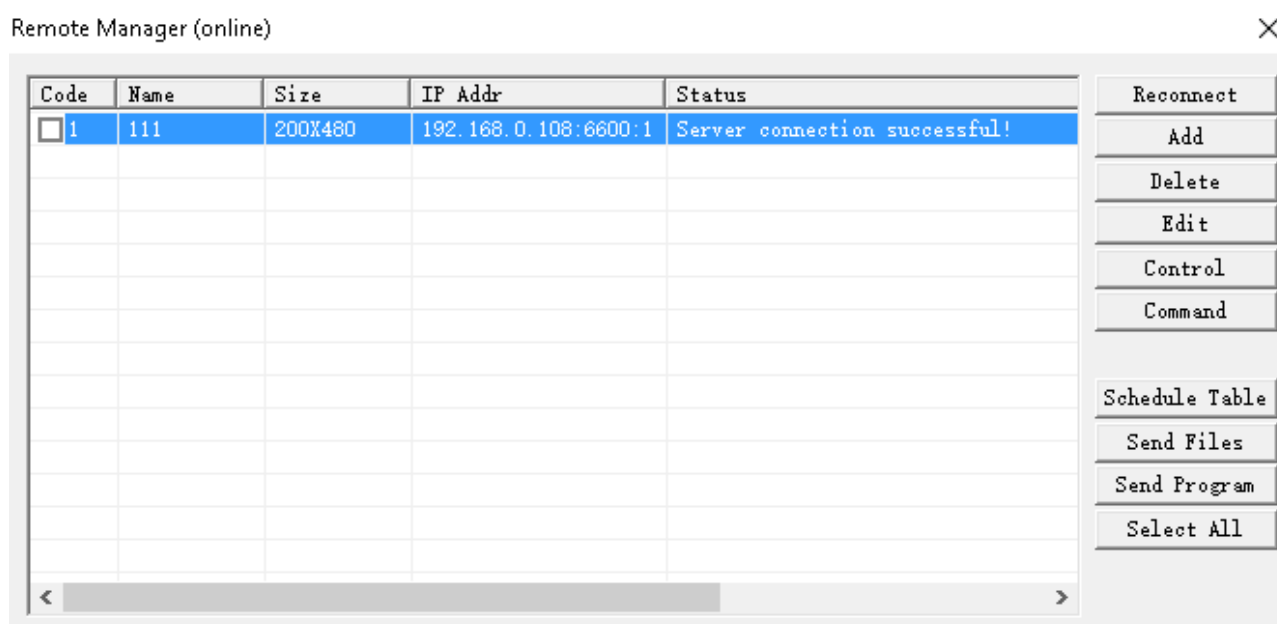 Remote Manager (online)
Code Name Size IP Addr Status
1 111 200X480 192.168.0.108:6600:1 Server connection successful!
Reconnect
Add
Delete
Edit
Control
Command
Schedule Table
Send Files
Send Program
Select All